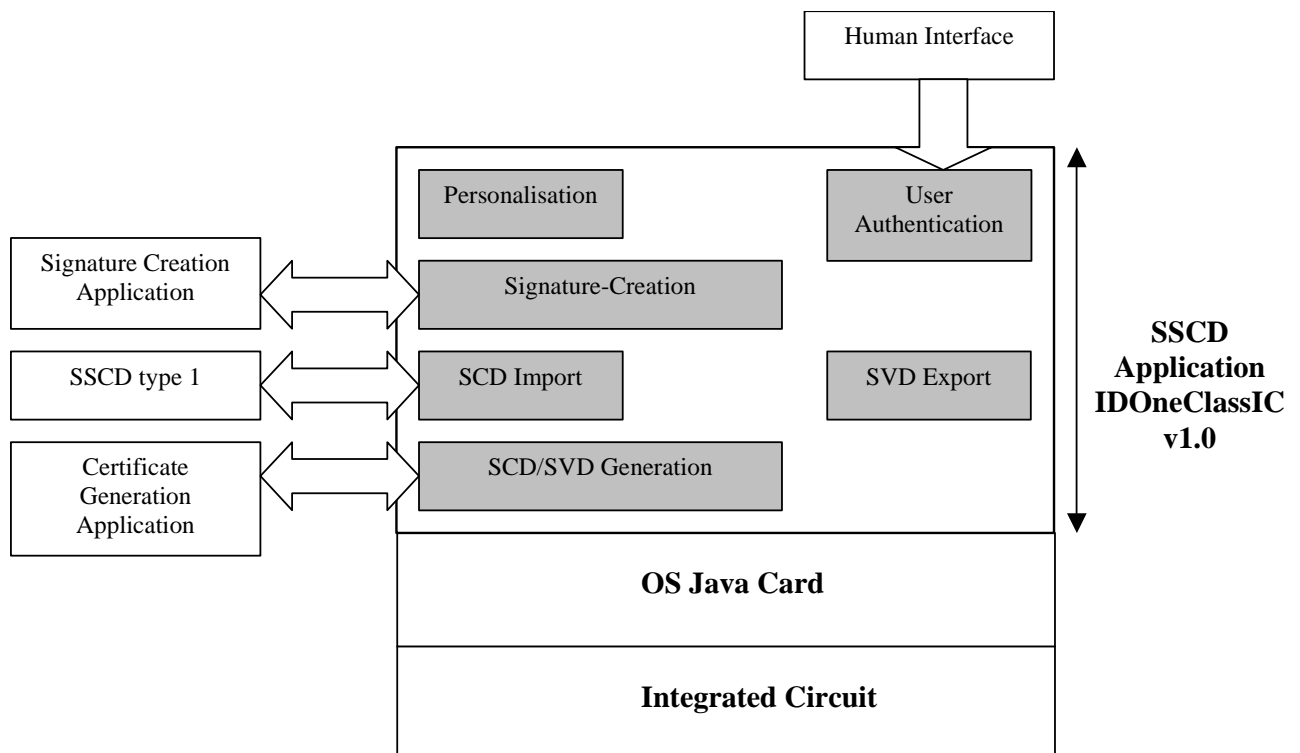 Human Interface
Personalisation
User
Authentication
Signature Creation
Application
Signature-Creation
SSCD type 1
SCD Import
SVD Export
SSCD
Application
IDOneClassIC
v1.0
Certificate
Generation
Application
SCD/SVD Generation
OS Java Card
Integrated Circuit